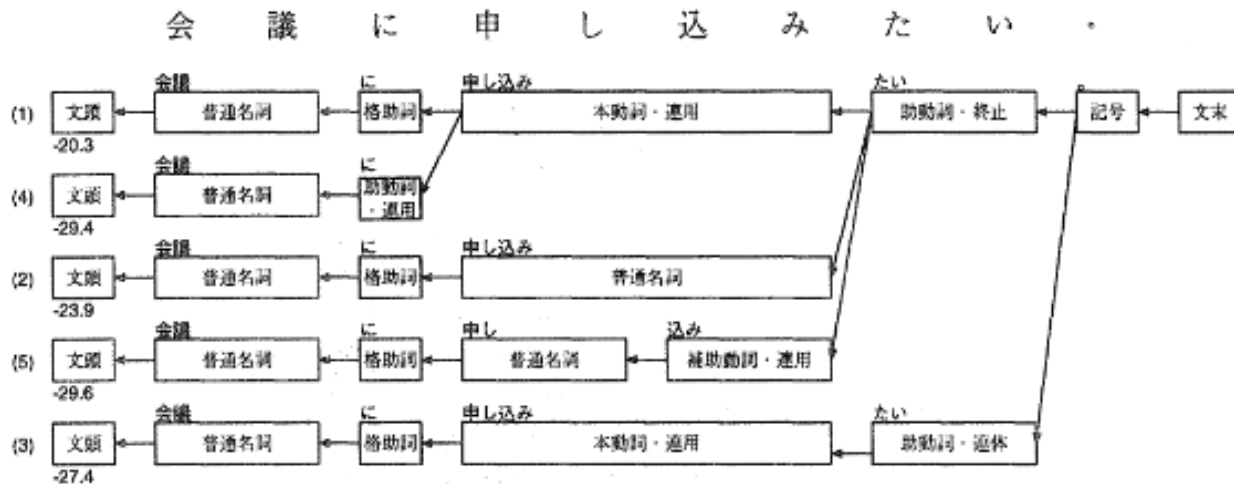 会議に申し込みたい。
会議 に 申し込み たい 。
(1) 文頭 普通名詞 格助詞 本動詞・連用 助動詞・終止 記号 文末
-20.3
会議 に
(4) 文頭 普通名詞 助動詞・連用
-29.4
会議 に 申し込み
(2) 文頭 普通名詞 格助詞 普通名詞
-23.9
会議 に 申し 込み
(5) 文頭 普通名詞 格助詞 普通名詞 補助動詞・連用
-29.6
会議 に 申し込み たい
(3) 文頭 普通名詞 格助詞 本動詞・連用 助動詞・連体
-27.4